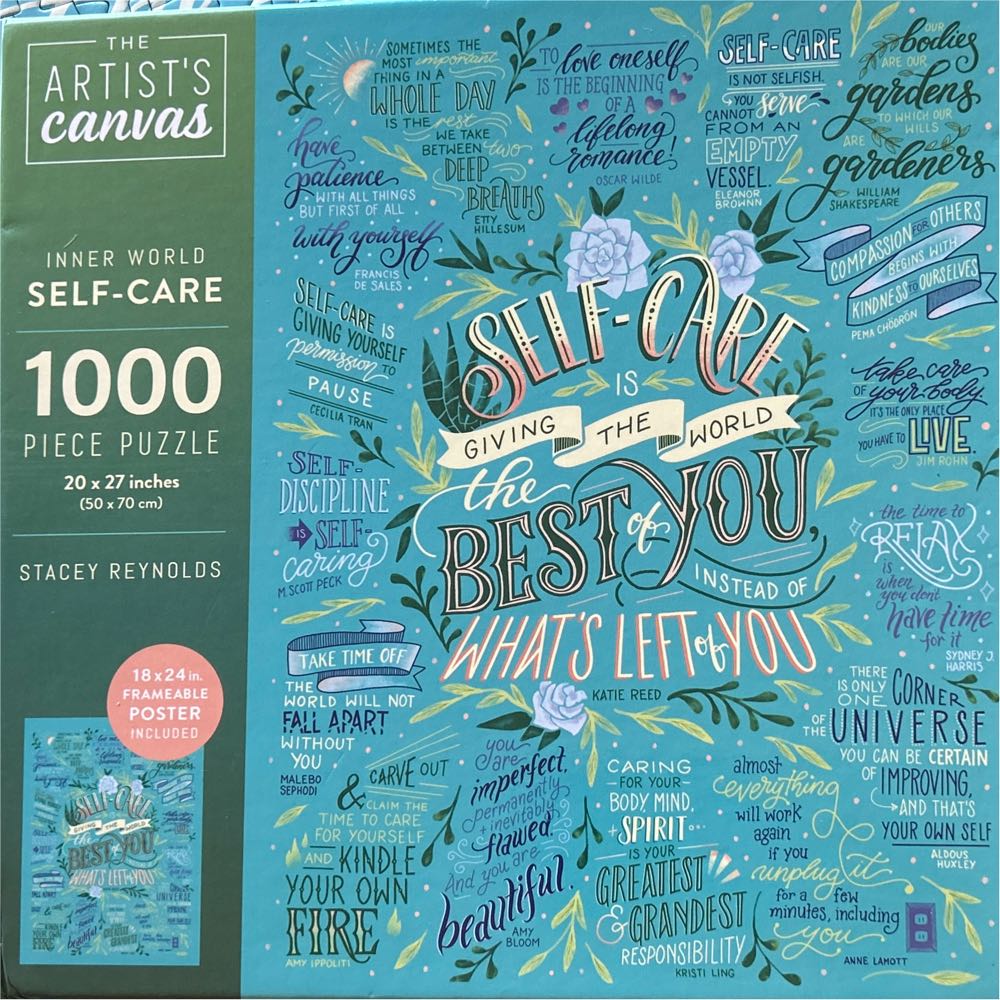 THE
ARTIST'S
canvas
INNER WORLD
SELF-CARE
1000
PIECE PUZZLE
20 x 27 inches
(50 x 70 cm)
STACEY REYNOLDS
18 x 24 in.
FRAMEABLE
POSTER
INCLUDED
SOMETIMES THE
MOST important
THING IN A
WHOLE DAY
IS THE rest
WE TAKE
BETWEEN two
DEEP
BREATHS
ETTY
HILLESUM
TO love oneself
IS THE BEGINNING
OF A
lifelong
romance!
OSCAR WILDE
SELF-CARE
IS NOT SELFISH.
YOU serve
CANNOT
FROM AN
EMPTY
VESSEL.
ELEANOR
BROWNN
OUR
bodies
ARE OUR
gardens
TO WHICH OUR
WILLS
ARE
gardeners
WILLIAM
SHAKESPEARE
have
patience
WITH ALL THINGS
BUT FIRST OF ALL
with yourself
FRANCIS
DE SALES
COMPASSION FOR OTHERS
BEGINS WITH
KINDNESS TO OURSELVES
PEMA CHÖDRÖN
SELF-CARE IS
GIVING YOURSELF
permission TO
PAUSE
CECILIA TRAN
SELF-CARE
IS
GIVING THE WORLD
the
BEST of YOU,
INSTEAD OF
WHAT'S LEFT of YOU
KATIE REED
take care
OF your body
IT'S THE ONLY PLACE
YOU HAVE TO LIVE.
JIM ROHN
SELF-
DISCIPLINE
IS SELF-
caring
M. SCOTT PECK
the time to
RELAX
is
when
you don't
have time
for it
SYDNEY J.
HARRIS
TAKE TIME OFF
THE
WORLD WILL NOT
FALL APART
WITHOUT
YOU
MALEBO
SEPHODI
THERE
IS ONLY
ONE CORNER
OF THE UNIVERSE
YOU CAN BE CERTAIN
OF IMPROVING,
AND THAT'S
YOUR OWN SELF
ALDOUS
HUXLEY
& CARVE OUT
CLAIM THE
TIME TO CARE
FOR YOURSELF
AND KINDLE
YOUR OWN
FIRE
AMY IPPOLITI
you
are
imperfect,
permanently
+ inevitably
flawed.
And you are
beautiful.
AMY
BLOOM
CARING
FOR YOUR
BODY MIND,
+ SPIRIT
IS YOUR
GREATEST
& GRANDEST
RESPONSIBILITY
KRISTI LING
almost
everything
will work
again
if you
unplug it
for a few
minutes, including
you
ANNE LAMOTT